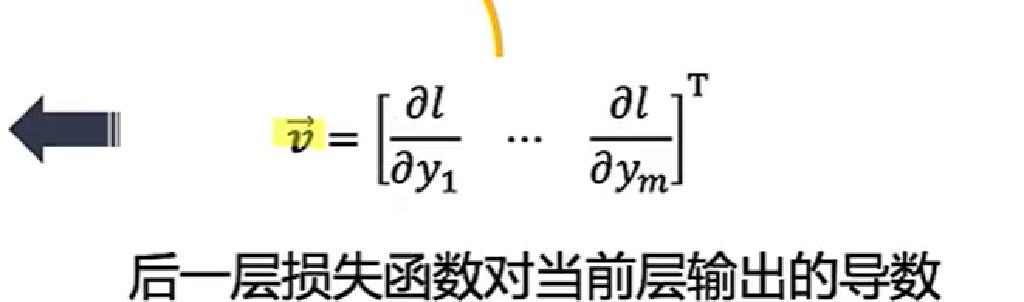 $\vec{v} = \left[ \frac{\partial l}{\partial y_1} \quad \cdots \quad \frac{\partial l}{\partial y_m} \right]^{\mathrm{T}}$
后一层损失函数对当前层输出的导数